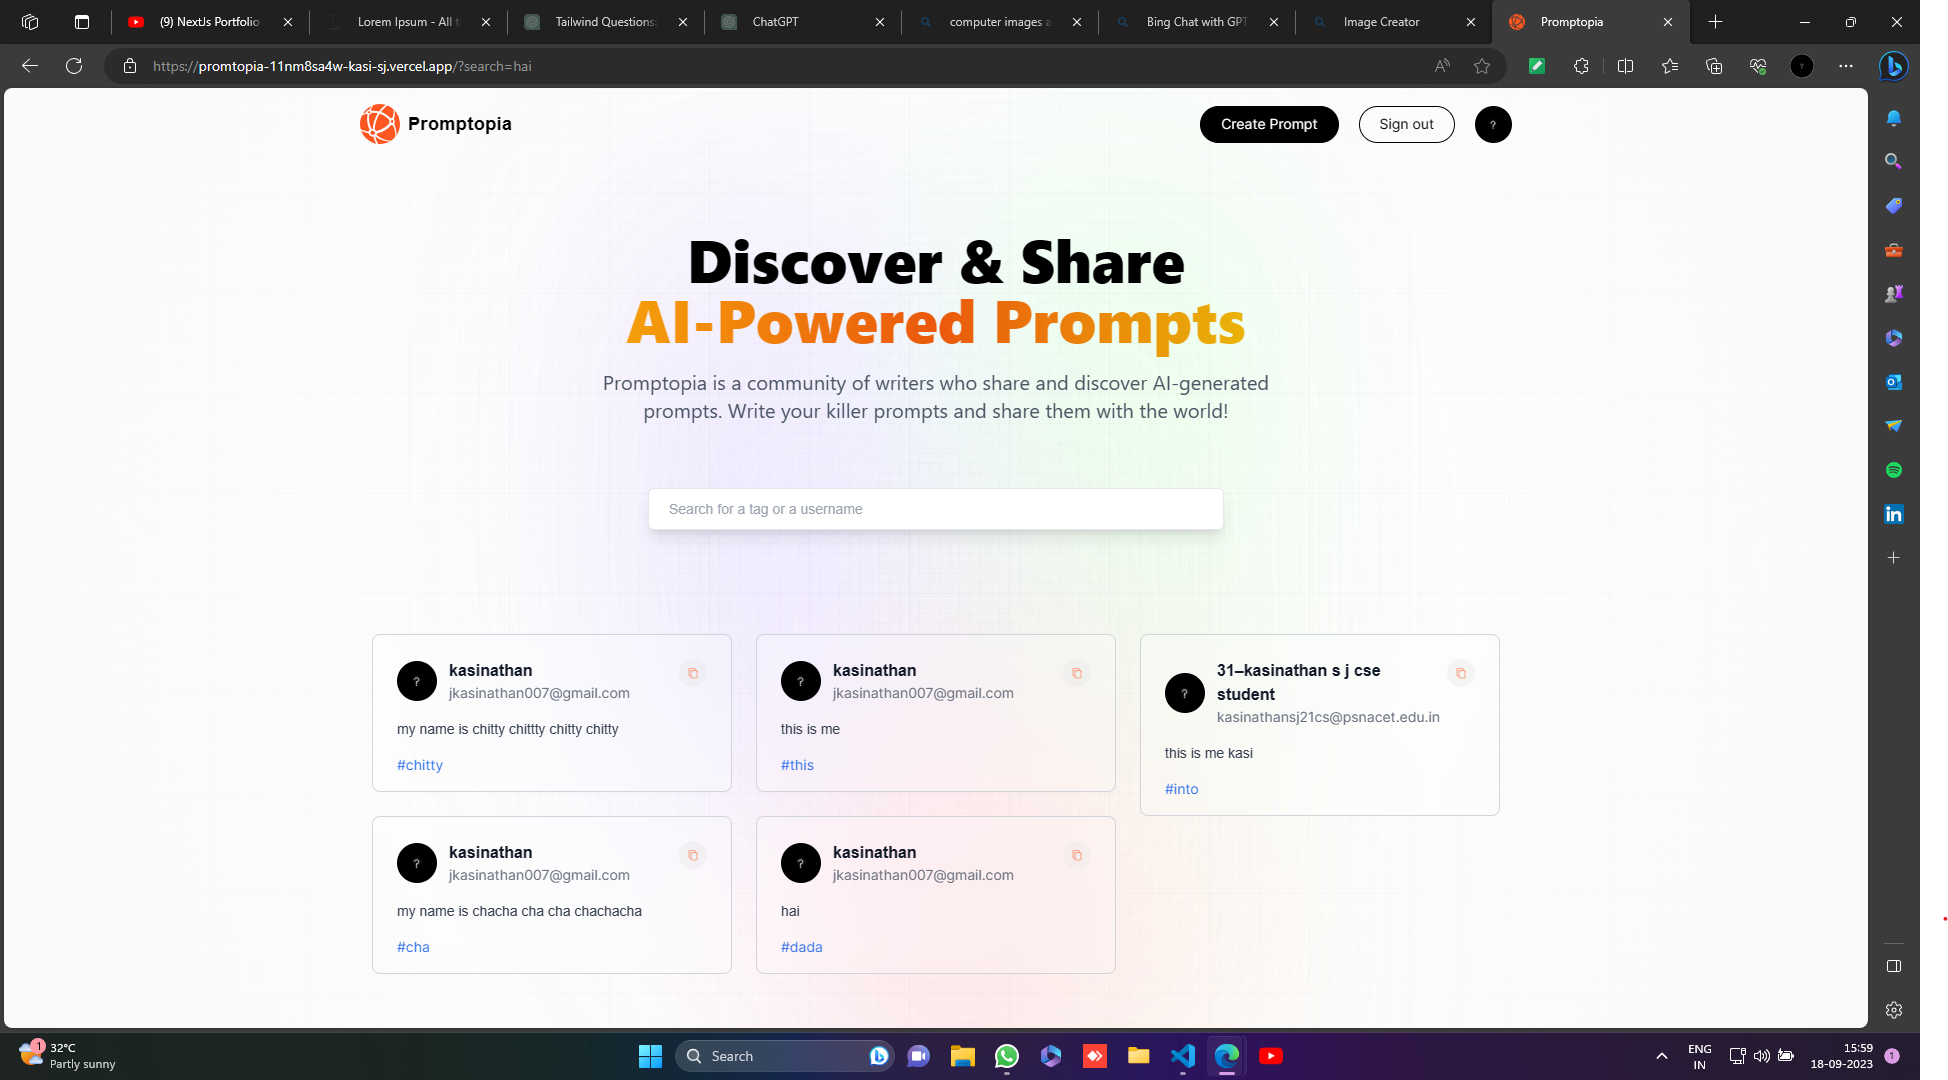 (9) NextJs Portfolio
Lorem Ipsum - All t
Tailwind Questions
ChatGPT
computer images a
Bing Chat with GPT
Image Creator
Promptopia
https://promtopia-11nm8sa4w-kasi-sj.vercel.app/?search=hai
Promptopia
Create Prompt
Sign out
?
Discover & Share
AI-Powered Prompts
Promptopia is a community of writers who share and discover AI-generated
prompts. Write your killer prompts and share them with the world!
Search for a tag or a username
?
kasinathan
jkasinathan007@gmail.com
my name is chitty chittty chitty chitty
#chitty
?
kasinathan
jkasinathan007@gmail.com
this is me
#this
?
31–kasinathan s j cse
student
kasinathansj21cs@psnacet.edu.in
this is me kasi
#into
?
kasinathan
jkasinathan007@gmail.com
my name is chacha cha cha chachacha
#cha
?
kasinathan
jkasinathan007@gmail.com
hai
#dada
1
32°C
Partly sunny
Search
ENG
IN
15:59
18-09-2023
1